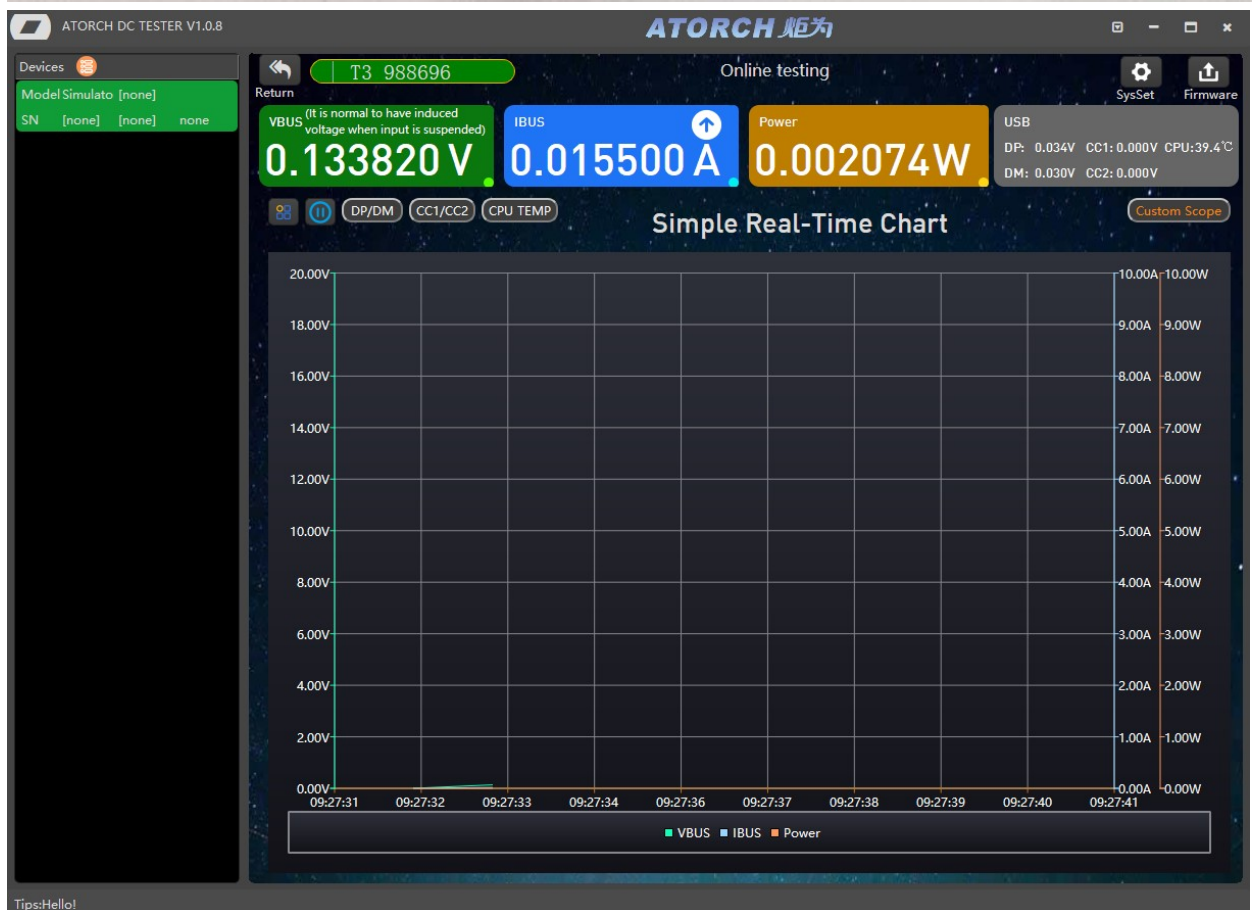 ATORCH DC TESTER V1.0.8
ATORCH 炬为
Devices
Model Simulato [none]
SN [none] [none] none
Return
T3 988696
Online testing
SysSet
Firmware
VBUS (It is normal to have induced
voltage when input is suspended)
0.133820 V
IBUS
0.015500 A
Power
0.002074W
USB
DP: 0.034V CC1: 0.000V CPU:39.4℃
DM: 0.030V CC2: 0.000V
DP/DM CC1/CC2 CPU TEMP
Simple Real-Time Chart
Custom Scope
20.00V 10.00A 10.00W
18.00V 9.00A 9.00W
16.00V 8.00A 8.00W
14.00V 7.00A 7.00W
12.00V 6.00A 6.00W
10.00V 5.00A 5.00W
8.00V 4.00A 4.00W
6.00V 3.00A 3.00W
4.00V 2.00A 2.00W
2.00V 1.00A 1.00W
0.00V 0.00A 0.00W
09:27:31 09:27:32 09:27:33 09:27:34 09:27:36 09:27:37 09:27:38 09:27:39 09:27:40 09:27:41
VBUS IBUS Power
Tips:Hello!